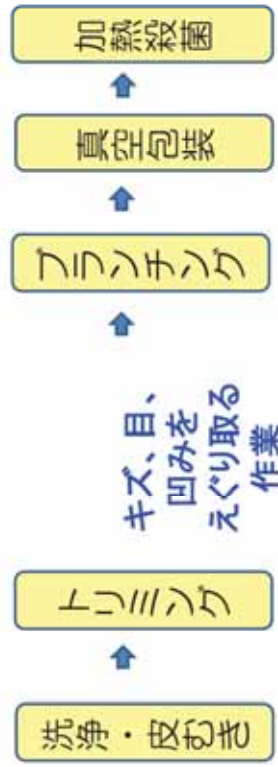 洗浄・皮むき
トリミング
キズ、目、
凹みを
えぐり取る
作業
ブランチング
真空包装
加熱殺菌